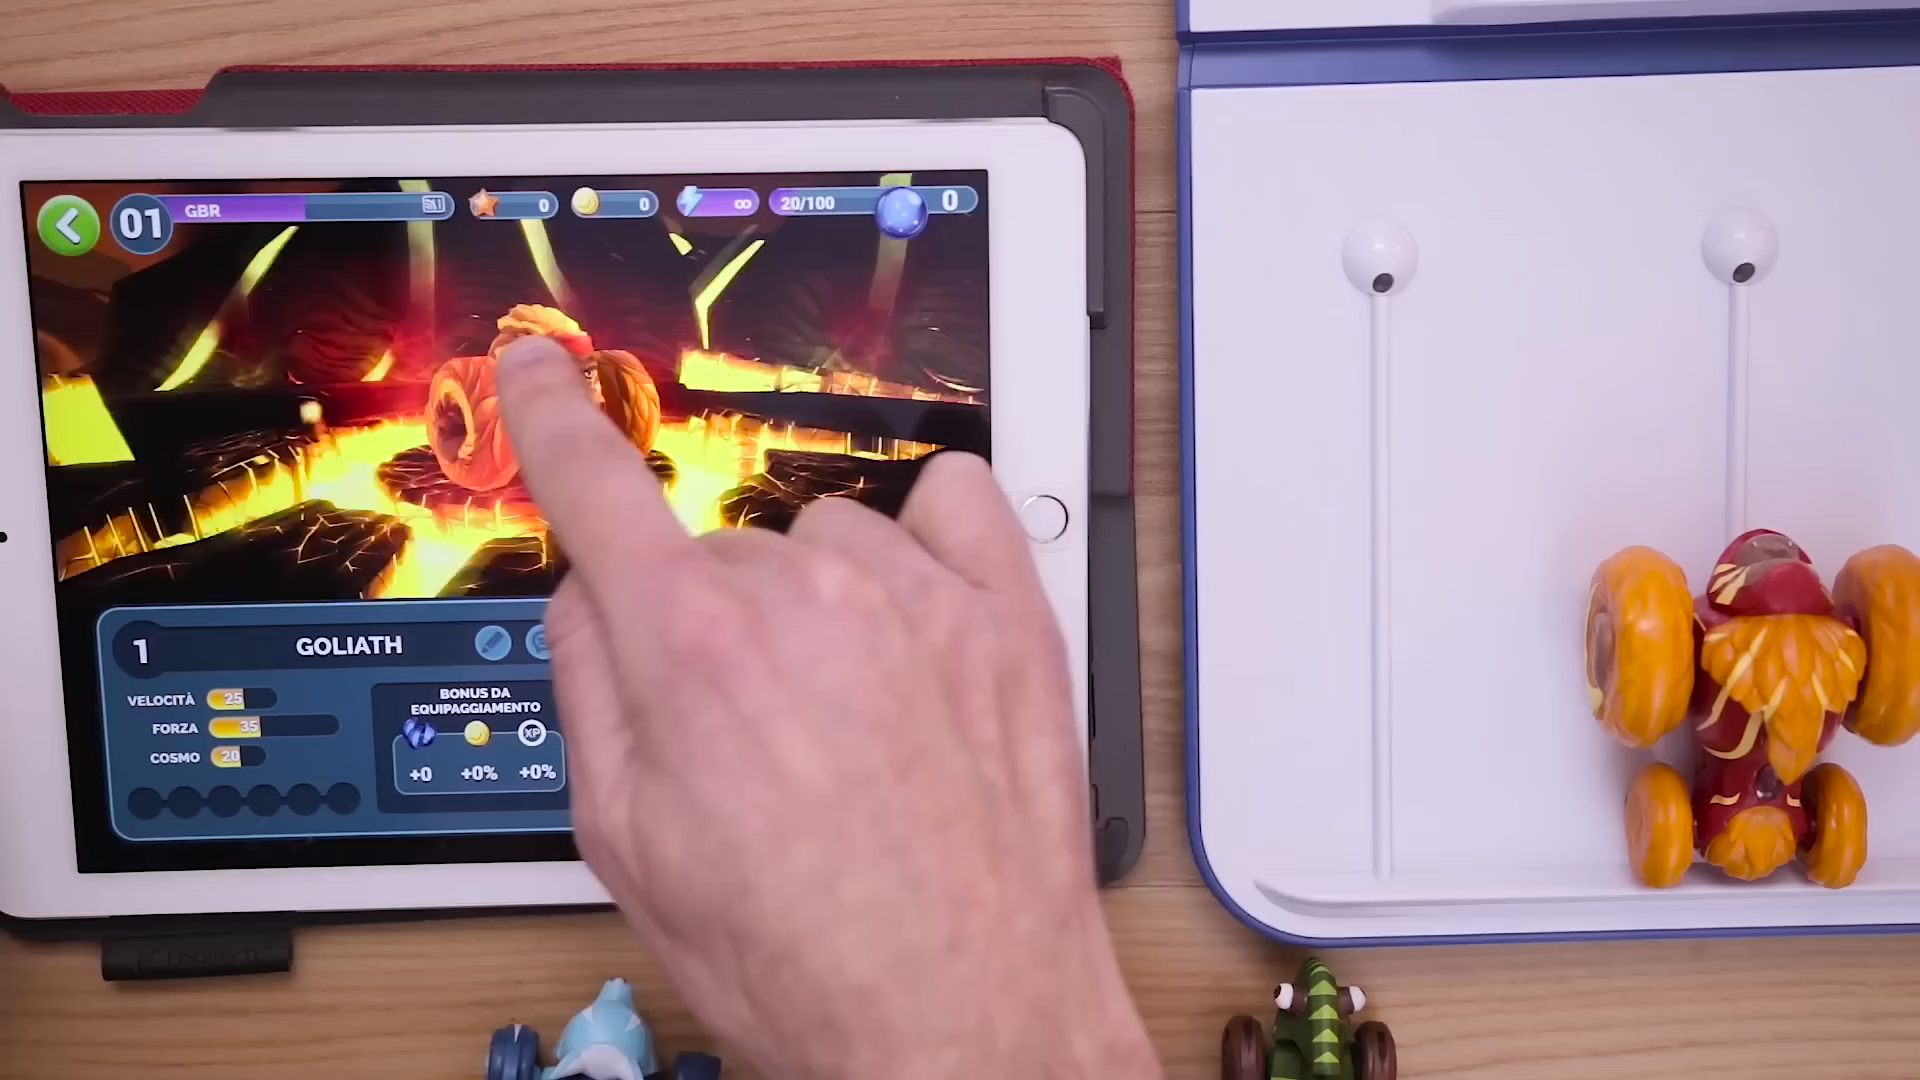 01 GBR 0 0 ∞ 20/100 0
1 GOLIATH
VELOCITÀ 25
FORZA 35
COSMO 20
BONUS DA
EQUIPAGGIAMENTO
XP
+0 +0% +0%
Logitech